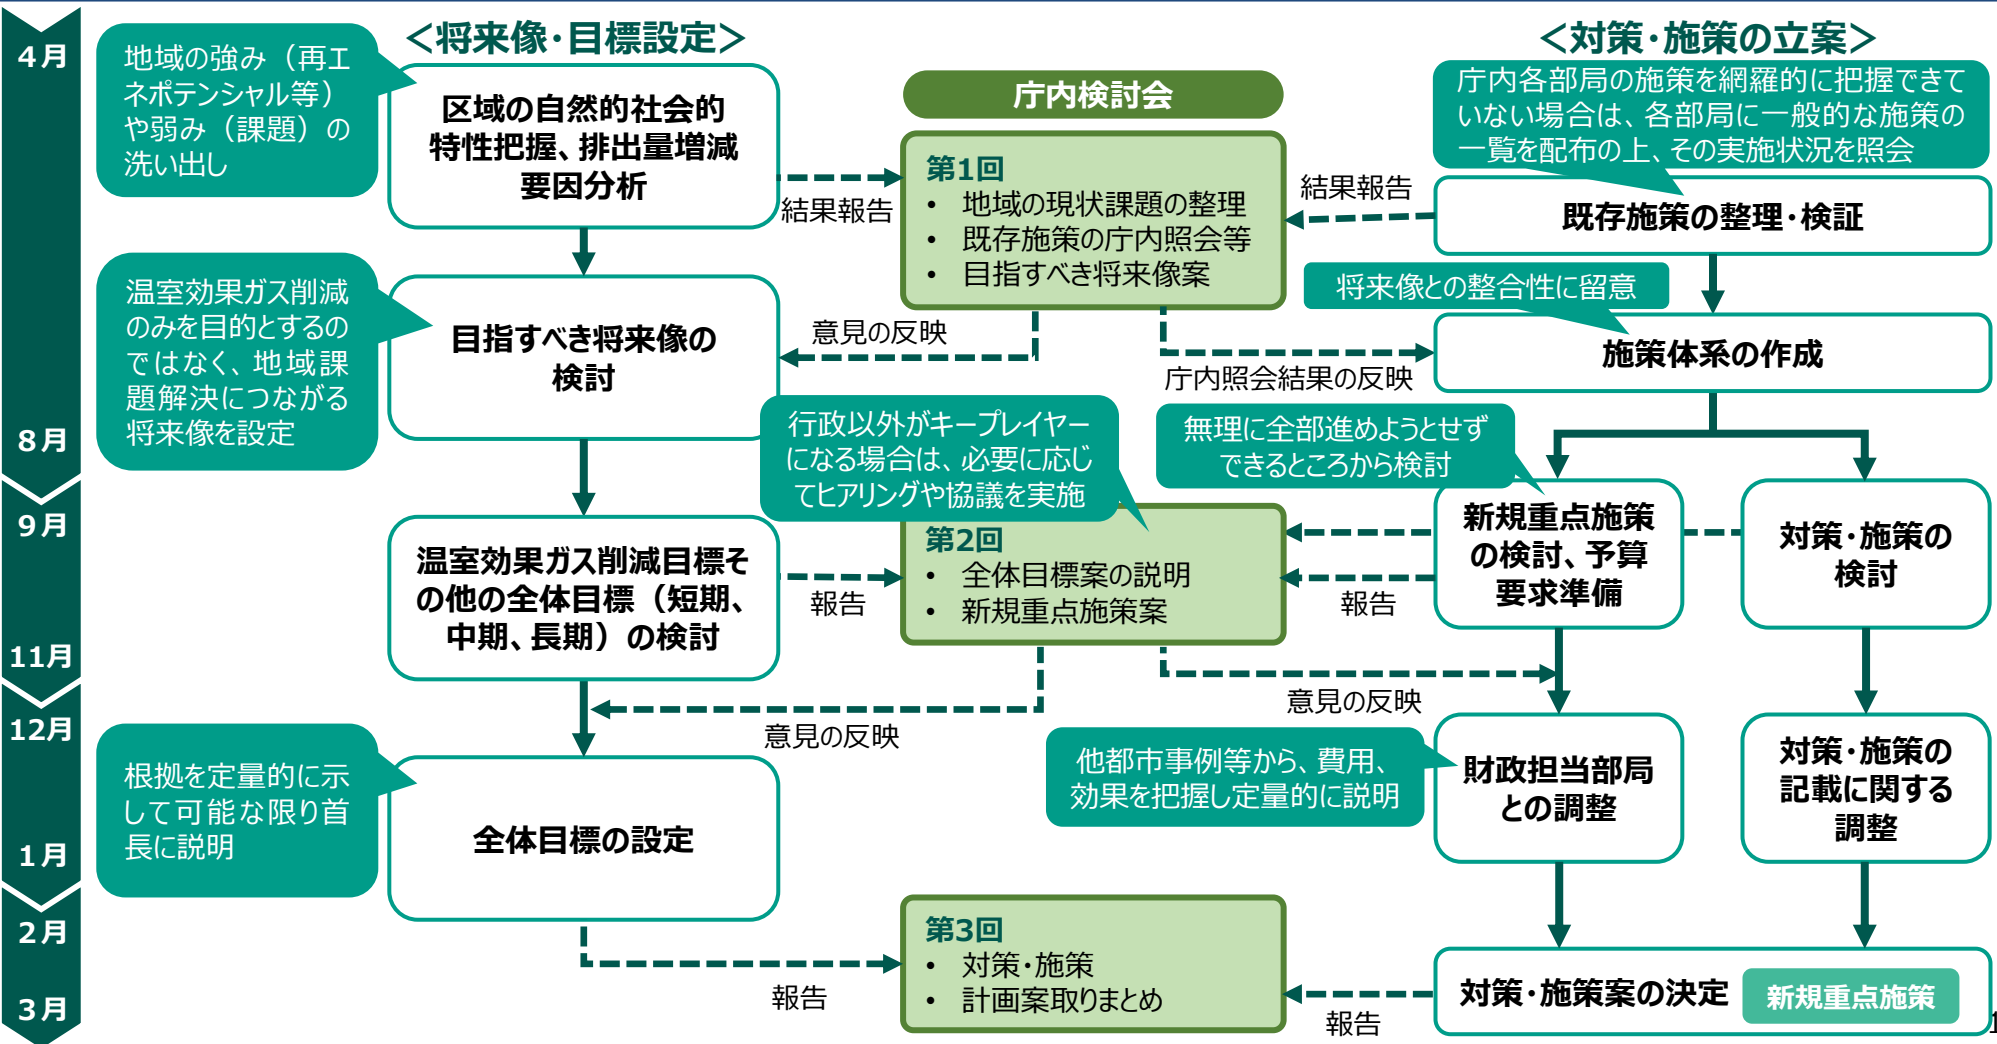 4月
8月
9月
11月
12月
1月
2月
3月
＜将来像・目標設定＞
地域の強み（再エ
ネポテンシャル等）
や弱み（課題）の
洗い出し
区域の自然的社会的
特性把握、排出量増減
要因分析
結果報告
温室効果ガス削減
のみを目的とするの
ではなく、地域課
題解決につながる
将来像を設定
目指すべき将来像の
検討
意見の反映
温室効果ガス削減目標そ
の他の全体目標（短期、
中期、長期）の検討
報告
意見の反映
根拠を定量的に示
して可能な限り首
長に説明
全体目標の設定
報告
庁内検討会
第1回
• 地域の現状課題の整理
• 既存施策の庁内照会等
• 目指すべき将来像案
行政以外がキープレイヤー
になる場合は、必要に応じ
てヒアリングや協議を実施
第2回
• 全体目標案の説明
• 新規重点施策案
第3回
• 対策・施策
• 計画案取りまとめ
＜対策・施策の立案＞
庁内各部局の施策を網羅的に把握できて
いない場合は、各部局に一般的な施策の
一覧を配布の上、その実施状況を照会
結果報告
既存施策の整理・検証
将来像との整合性に留意
施策体系の作成
庁内照会結果の反映
無理に全部進めようとせず
できるところから検討
新規重点施策
の検討、予算
要求準備
対策・施策の
検討
報告
意見の反映
他都市事例等から、費用、
効果を把握し定量的に説明
財政担当部局
との調整
対策・施策の
記載に関する
調整
対策・施策案の決定
新規重点施策
報告